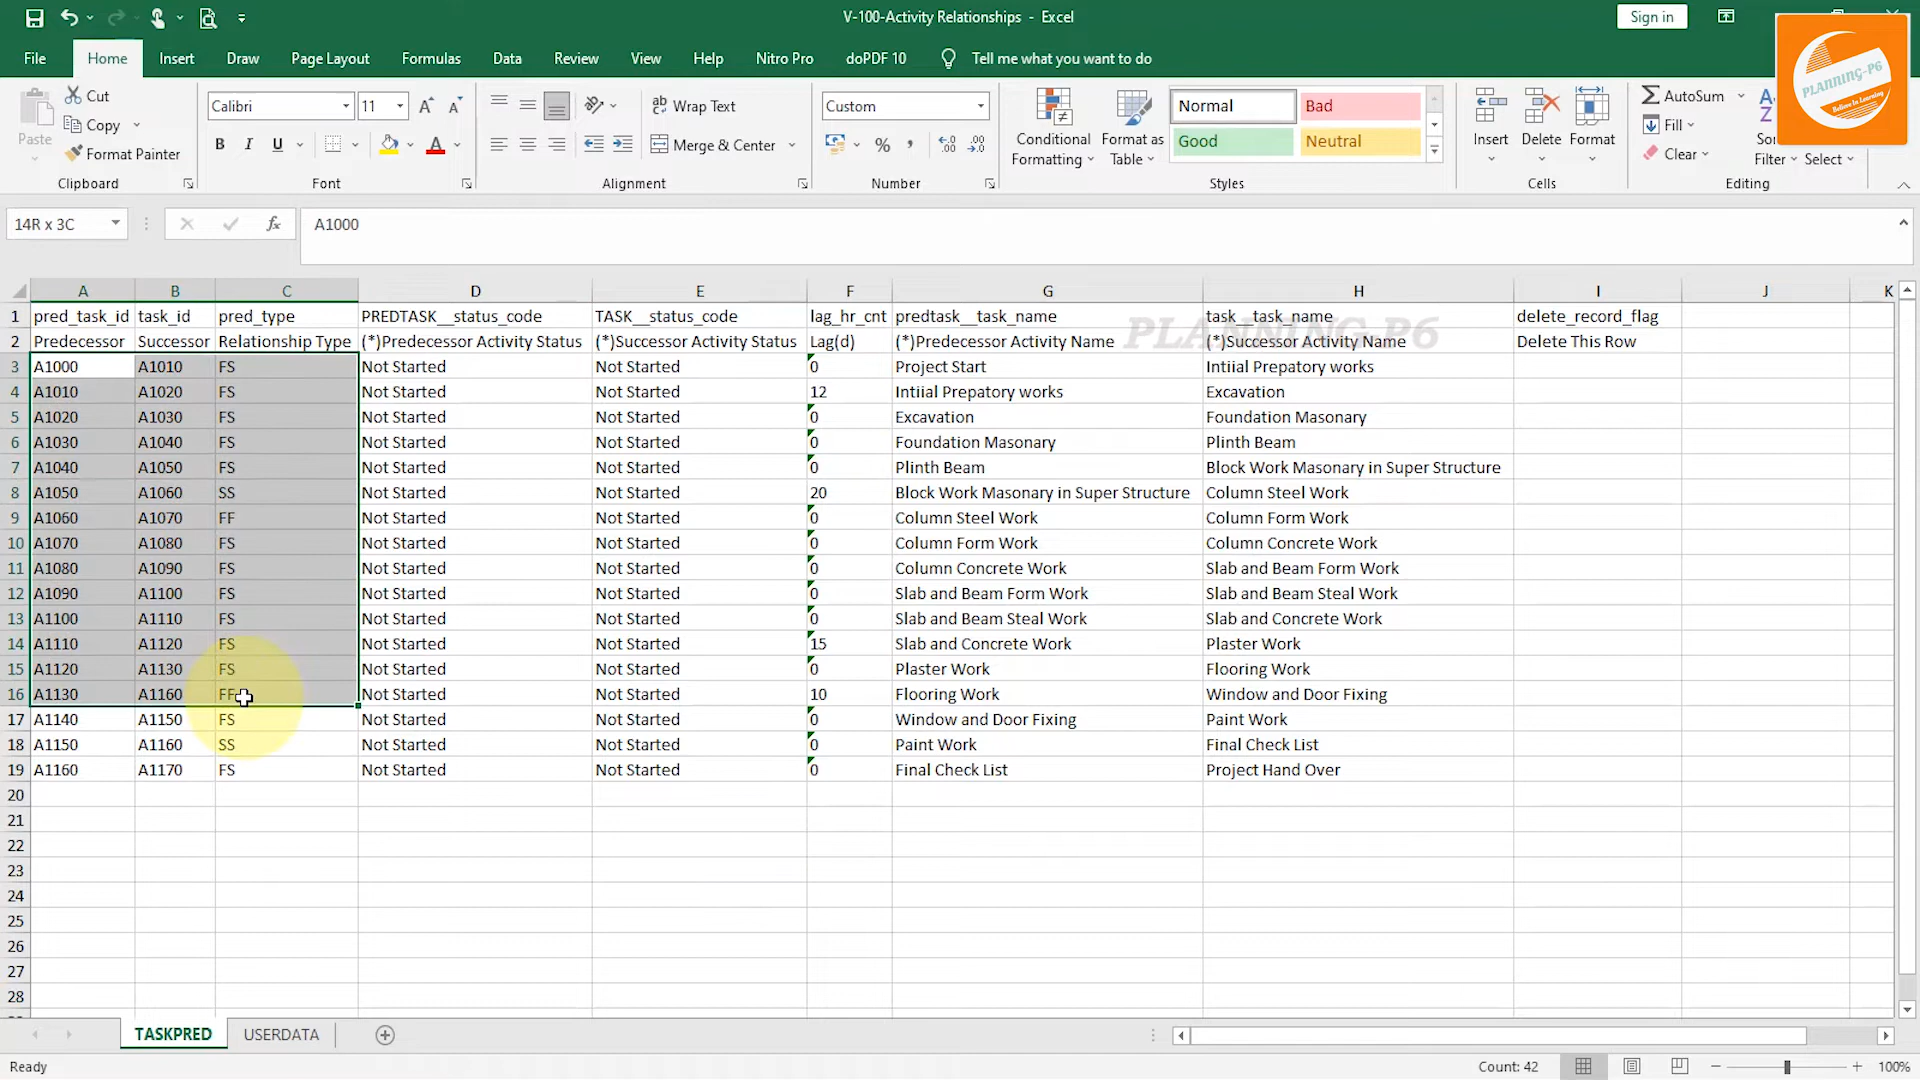 V-100-Activity Relationships - Excel
Sign in
File Home Insert Draw Page Layout Formulas Data Review View Help Nitro Pro doPDF 10 Tell me what you want to do
PLANNING-P6
Believe In Learning
Paste
Cut
Copy
Format Painter
Clipboard
Calibri 11
B I U
Font
Wrap Text
Merge & Center
Alignment
Custom
Number
Conditional Formatting
Format as Table
Normal Bad
Good Neutral
Styles
Insert Delete Format
Cells
AutoSum
Fill
Clear
Filter Select
Editing
14R x 3C fx A1000
A B C D E F G H I J K
1 pred_task_id task_id pred_type PREDTASK__status_code TASK__status_code lag_hr_cnt predtask__task_name task__task_name delete_record_flag
PLANNING-P6
2 Predecessor Successor Relationship Type (*)Predecessor Activity Status (*)Successor Activity Status Lag(d) (*)Predecessor Activity Name (*)Successor Activity Name Delete This Row
3 A1000 A1010 FS Not Started Not Started 0 Project Start Intiial Prepatory works
4 A1010 A1020 FS Not Started Not Started 12 Intiial Prepatory works Excavation
5 A1020 A1030 FS Not Started Not Started 0 Excavation Foundation Masonary
6 A1030 A1040 FS Not Started Not Started 0 Foundation Masonary Plinth Beam
7 A1040 A1050 FS Not Started Not Started 0 Plinth Beam Block Work Masonary in Super Structure
8 A1050 A1060 SS Not Started Not Started 20 Block Work Masonary in Super Structure Column Steel Work
9 A1060 A1070 FF Not Started Not Started 0 Column Steel Work Column Form Work
10 A1070 A1080 FS Not Started Not Started 0 Column Form Work Column Concrete Work
11 A1080 A1090 FS Not Started Not Started 0 Column Concrete Work Slab and Beam Form Work
12 A1090 A1100 FS Not Started Not Started 0 Slab and Beam Form Work Slab and Beam Steal Work
13 A1100 A1110 FS Not Started Not Started 0 Slab and Beam Steal Work Slab and Concrete Work
14 A1110 A1120 FS Not Started Not Started 15 Slab and Concrete Work Plaster Work
15 A1120 A1130 FS Not Started Not Started 0 Plaster Work Flooring Work
16 A1130 A1160 FF Not Started Not Started 10 Flooring Work Window and Door Fixing
17 A1140 A1150 FS Not Started Not Started 0 Window and Door Fixing Paint Work
18 A1150 A1160 SS Not Started Not Started 0 Paint Work Final Check List
19 A1160 A1170 FS Not Started Not Started 0 Final Check List Project Hand Over
20
21
22
23
24
25
26
27
28
TASKPRED USERDATA
Ready Count: 42 100%